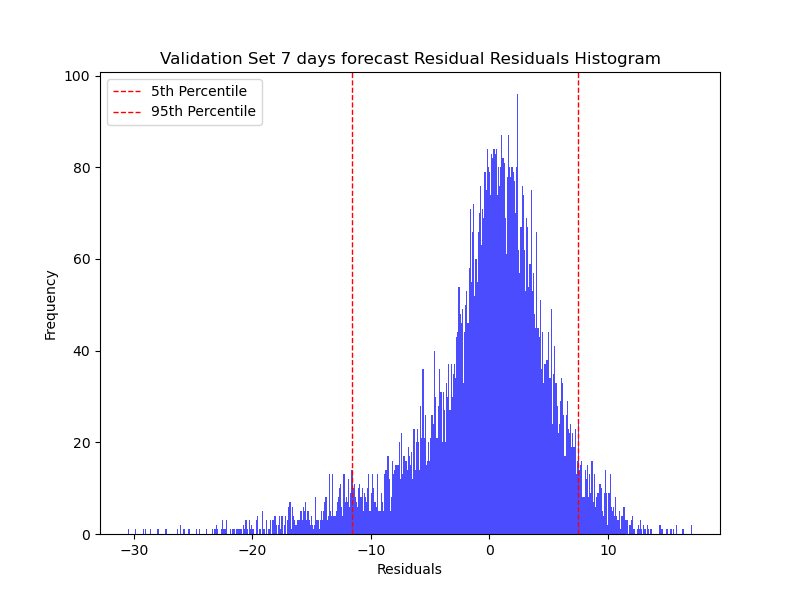 Validation Set 7 days forecast Residual Residuals Histogram
5th Percentile
95th Percentile
Frequency
100
80
60
40
20
0
−30
−20
−10
0
10
Residuals